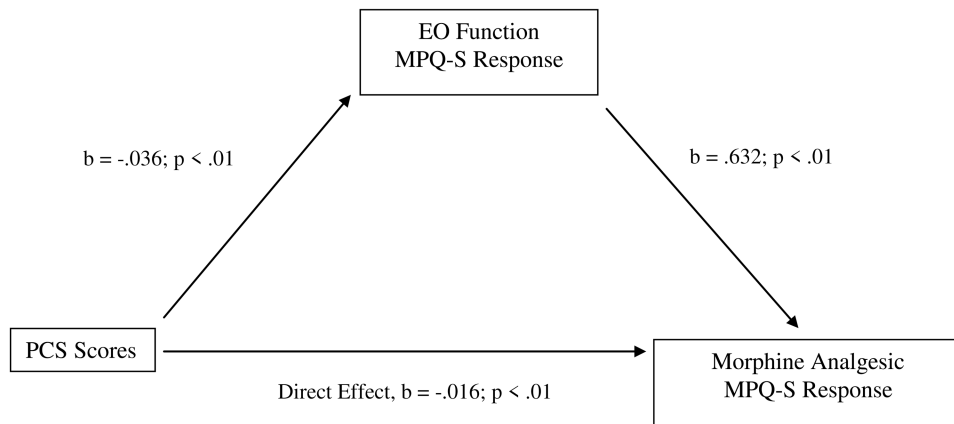 EO Function
MPQ-S Response
b = -.036; p < .01
b = .632; p < .01
PCS Scores
Direct Effect, b = -.016; p < .01
Morphine Analgesic
MPQ-S Response